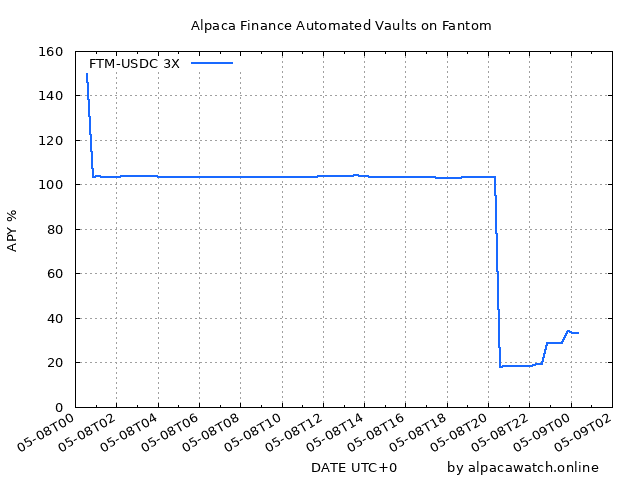 Alpaca Finance Automated Vaults on Fantom
FTM-USDC 3X
APY %
160
140
120
100
80
60
40
20
0
05-08T00
05-08T02
05-08T04
05-08T06
05-08T08
05-08T10
05-08T12
05-08T14
05-08T16
05-08T18
05-08T20
05-08T22
05-09T00
05-09T02
DATE UTC+0
by alpacawatch.online